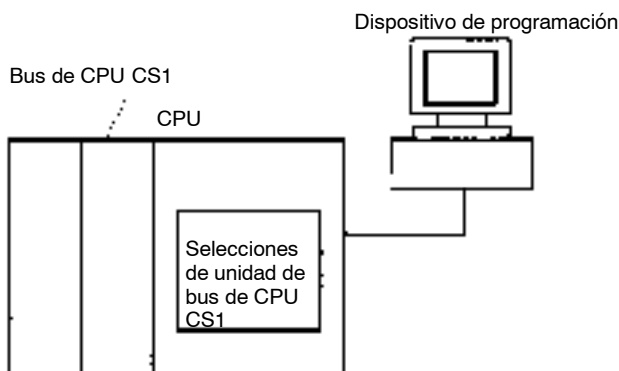 Dispositivo de programación
Bus de CPU CS1
CPU
Selecciones
de unidad de
bus de CPU
CS1